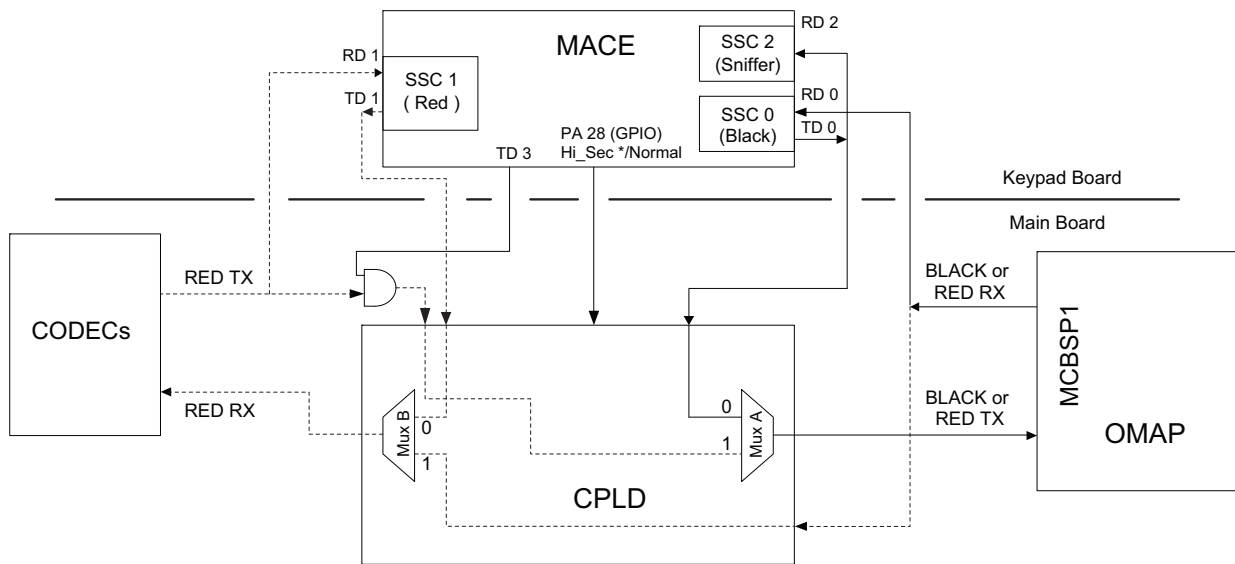 RD 2
MACE
SSC 2
(Sniffer)
RD 1
SSC 1
( Red )
TD 1
RD 0
SSC 0
(Black)
TD 0
PA 28 (GPIO)
Hi_Sec */Normal
TD 3
Keypad Board
Main Board
RED TX
CODECs
RED RX
BLACK or
RED RX
MCBSP1
OMAP
BLACK or
RED TX
Mux B
0
1
0
1
Mux A
CPLD